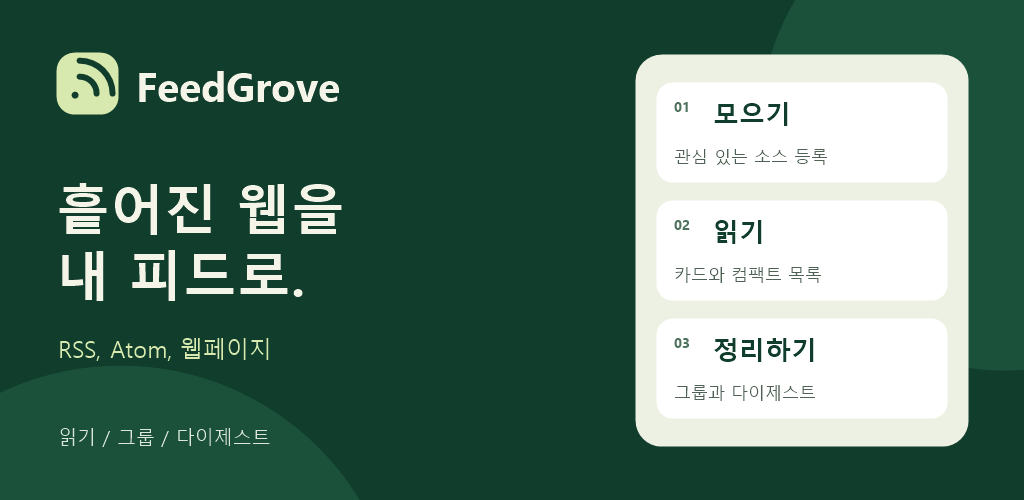 FeedGrove
흩어진 웹을
내 피드로.
RSS, Atom, 웹페이지
읽기 / 그룹 / 다이제스트
01 모으기
관심 있는 소스 등록
02 읽기
카드와 컴팩트 목록
03 정리하기
그룹과 다이제스트